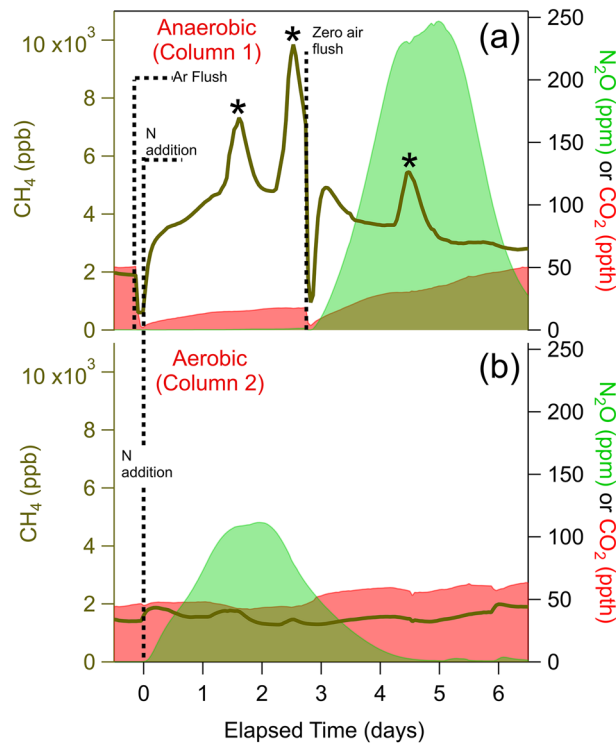 Anaerobic
(Column 1)
(a)
Zero air
flush
Ar Flush
N
addition
*
*
*
10 x10³
8
6
4
2
0
CH₄ (ppb)
250
200
150
100
50
0
N₂O (ppm) or CO₂ (ppth)
Aerobic
(Column 2)
(b)
N
addition
10 x10³
8
6
4
2
0
CH₄ (ppb)
250
200
150
100
50
0
N₂O (ppm) or CO₂ (ppth)
0 1 2 3 4 5 6
Elapsed Time (days)